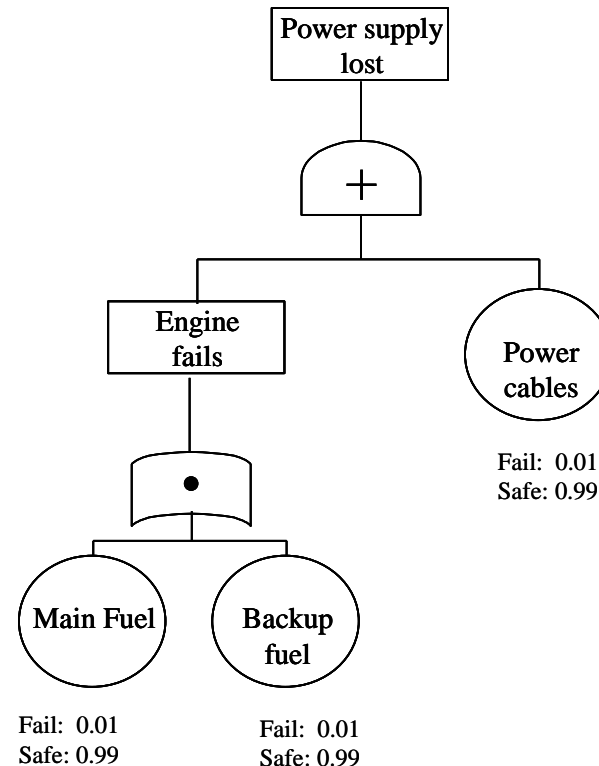 Power supply
lost
+
Engine
fails
Power
cables
Fail: 0.01
Safe: 0.99
Main Fuel
Backup
fuel
Fail: 0.01
Safe: 0.99
Fail: 0.01
Safe: 0.99